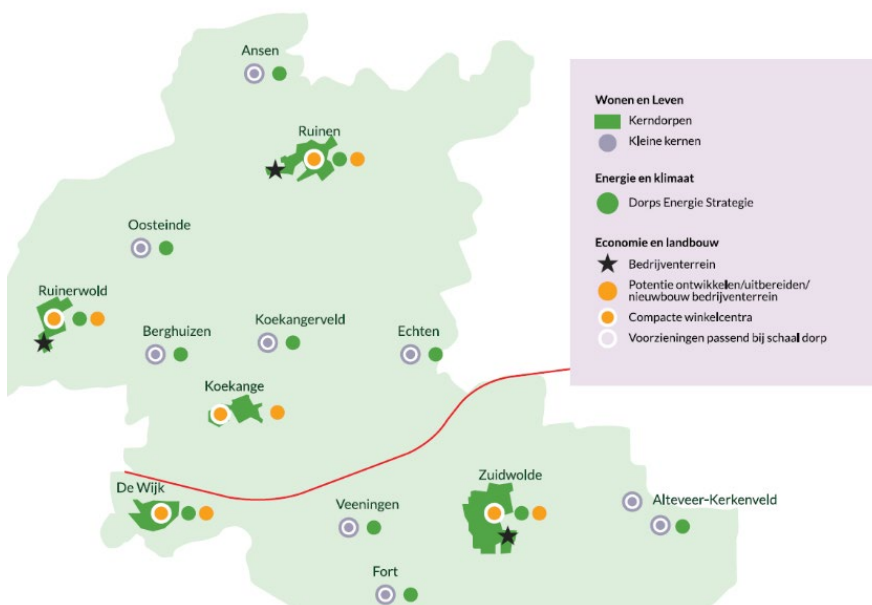 Ansen
Ruinen
Oosteinde
Ruinerwold
Berghuizen
Koekangerveld
Echten
Koekange
De Wijk
Veeningen
Zuidwolde
Alteveer-Kerkenveld
Fort
Wonen en Leven
Kerndorpen
Kleine kernen
Energie en klimaat
Dorps Energie Strategie
Economie en landbouw
Bedrijventerrein
Potentie ontwikkelen/uitbereiden/
nieuwbouw bedrijventerrein
Compacte winkelcentra
Voorzieningen passend bij schaal dorp